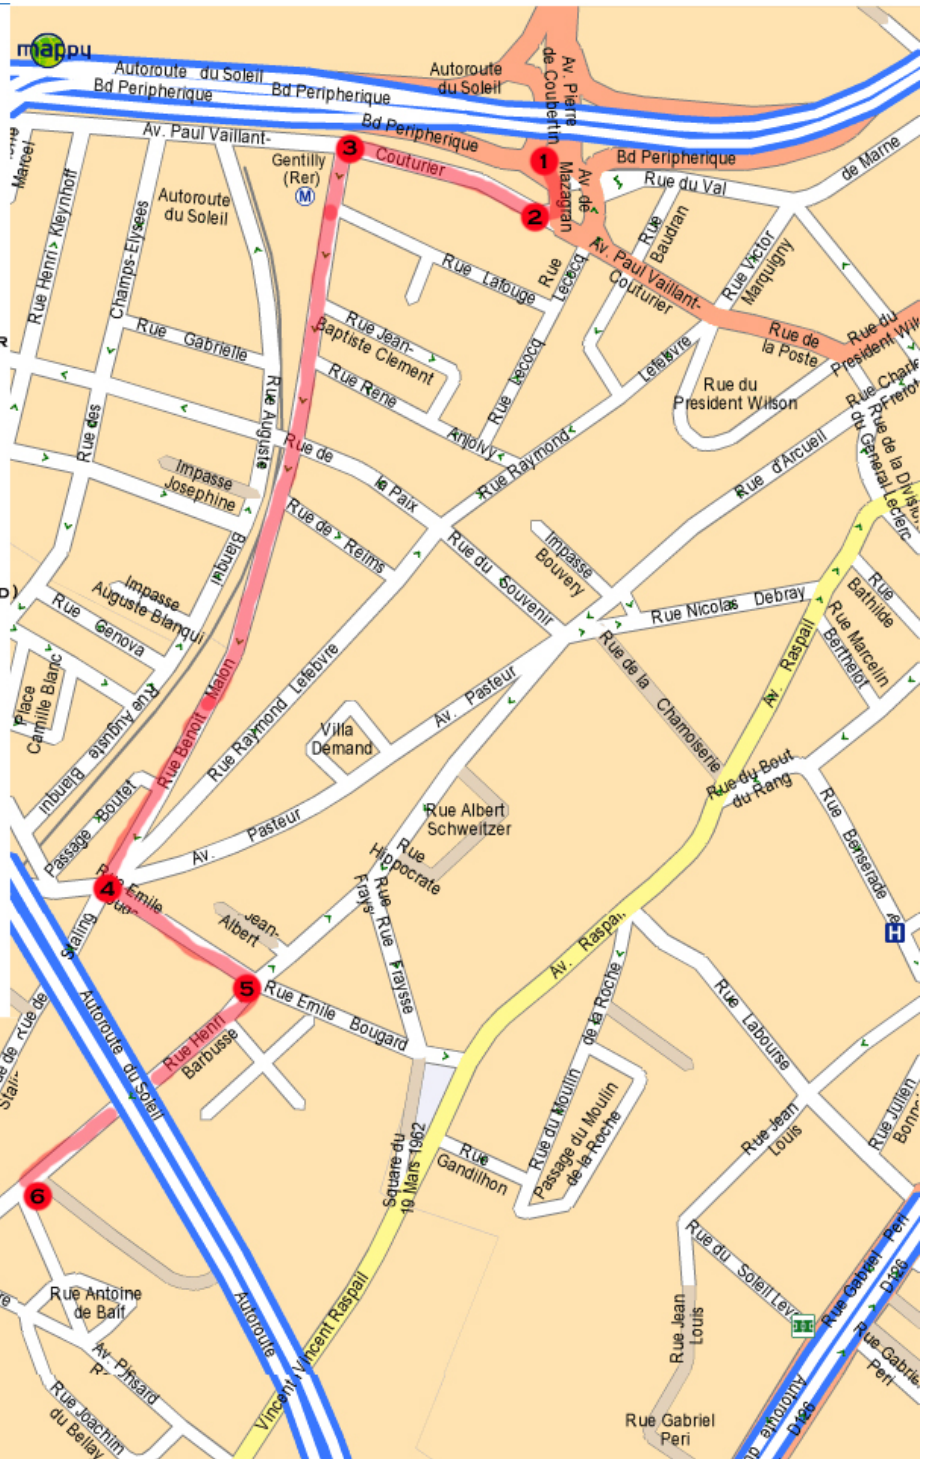 mappy
Autoroute du Soleil
Bd Peripherique
Bd Peripherique
Autoroute
du Soleil
Av. Pierre
de Coubertin
Bd Peripherique
Bd Peripherique
de Marne
Av. Paul Vaillant-
Couturier
3
1
2
Gentilly
(Rer)
M
Av. de
Mazagran
Rue du Val
Marcel
Rue Henri Kleynhoff
Champs-Elysees
Rue des
Autoroute
du Soleil
Rue
Baudran
Rue Victor
Marquigny
Av. Paul Vaillant-
Couturier
Rue Lafouge
Rue
Lecocq
Rue Lecocq
Rue Gabrielle
Rue Jean-
Baptiste Clement
Rue Rene
Anjolvy
Rue de
la Poste
Rue du
President Wil
Rue du
President Wilson
Rue Charle
Frerot
Rue Raymond Lefebvre
Rue Auguste
Blanqui
Rue de
la Paix
Rue d'Arcueil
Rue de la Division
du General Leclerc
Impasse
Josephine
Rue de Reims
Rue du Souvenir
Impasse
Bouvery
Rue Nicolas Debray
Rue
Bathilde
Rue Marcelin
Berthelot
Impasse
Auguste Blanqui
Rue Genova
Place
Camille Blanc
Rue Auguste
Blanqui
Rue Benoit Malon
Rue Raymond Lefebvre
Villa
Demand
Av. Pasteur
Rue de la Chamoiserie
Av. Raspail
Rue du Bout
du Rang
Passage Boutet
Av. Pasteur
Rue Albert
Schweitzer
Rue
Hippocrate
Rue Benserade
H
4
Rue Emile
Staling
Jean-
Albert
Rue Fraysse
Av. Raspail
5
Rue Emile Bougard
Rue Henri
Barbusse
Autoroute du Soleil
Rue de
de la Roche
Rue du Moulin
Passage du Moulin
de la Roche
Rue Labourse
Rue Jean
Louis
Rue Julien
Square du
19 Mars 1962
Rue
Gandilhon
6
Rue Antoine
de Baif
Rue Joachim
du Bellay
Autoroute
Vincent
Vincent Raspail
Rue du Soleil Leve
Rue Jean
Louis
Rue Gabriel
Peri
Rue Gabriel Peri
D126
Rue Gabriel
Peri
Autoroute
D126